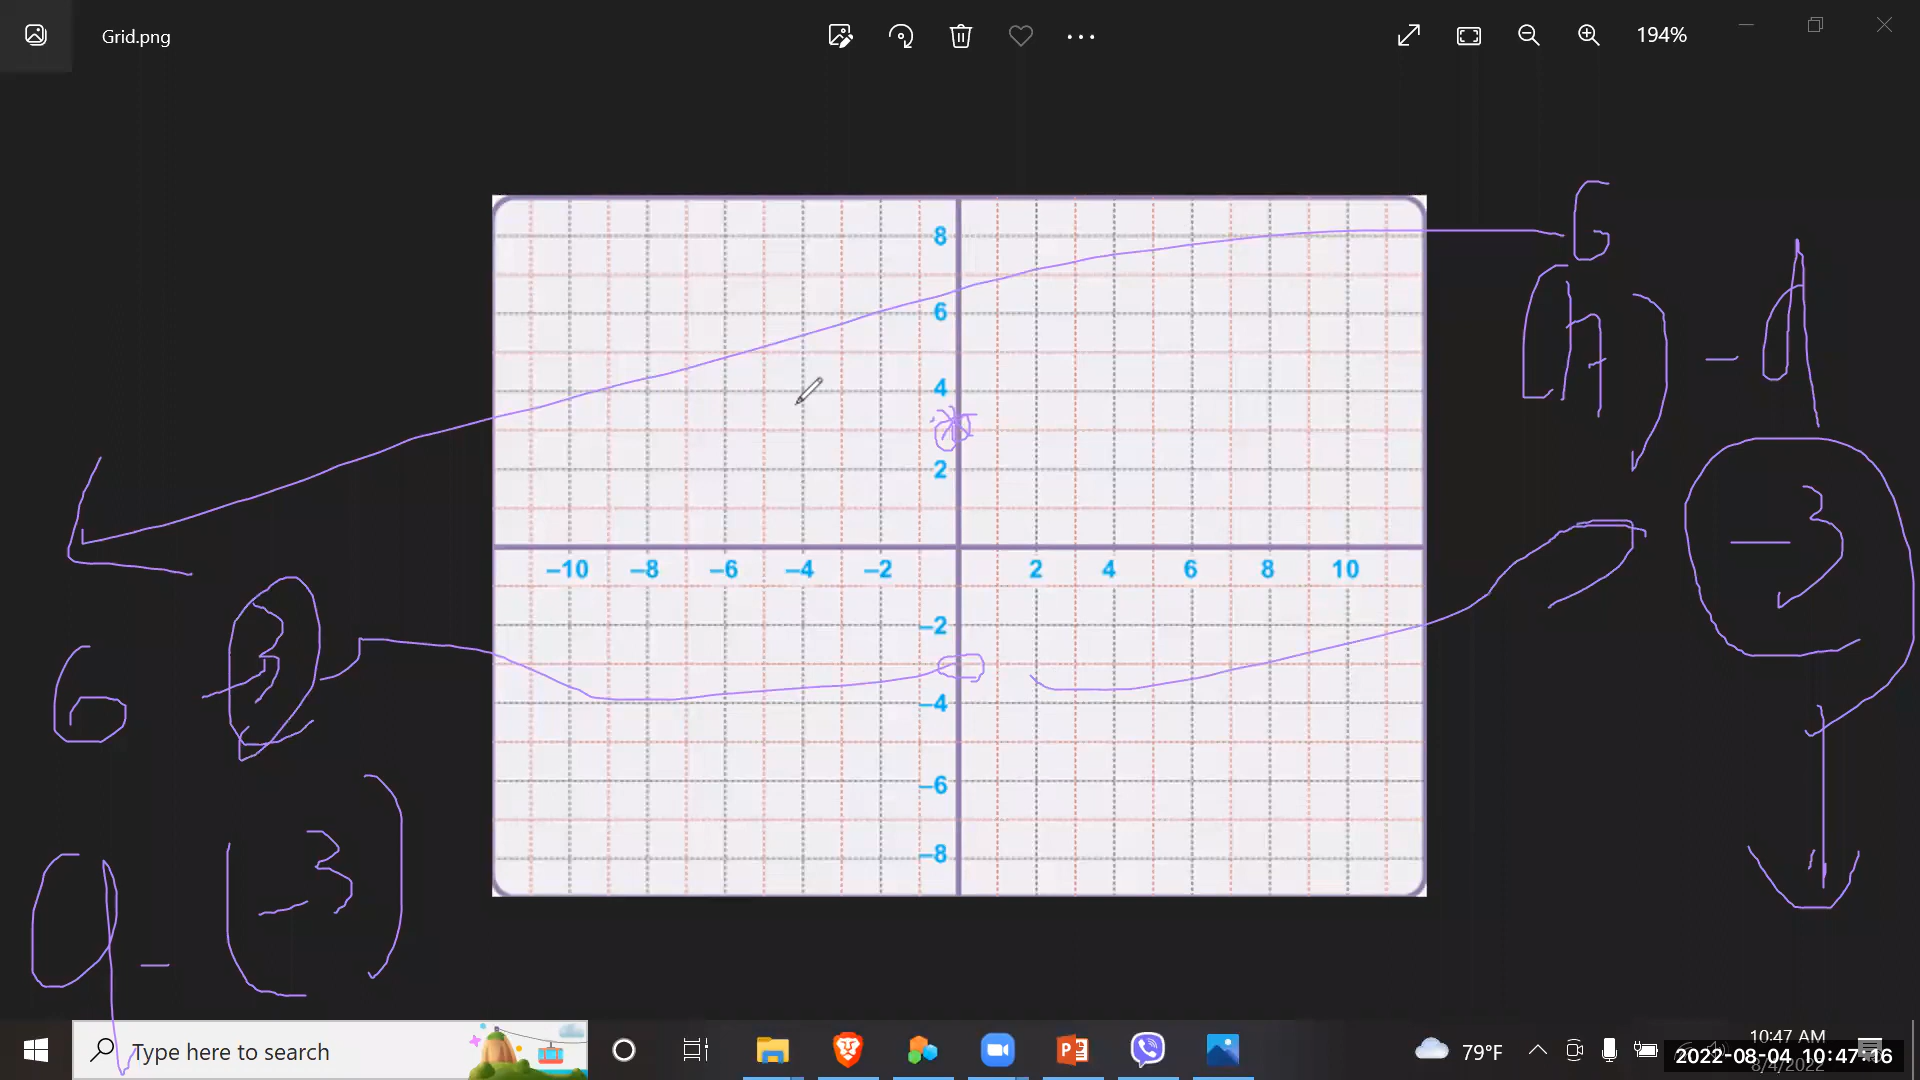 Grid.png
194%
8
6
4
2
–10 –8 –6 –4 –2 2 4 6 8 10
–2
–4
–6
–8
6
-3
6
-3
9 - (-3)
Type here to search
79°F
10:47 AM
8/4/2022
2022-08-04 10:47:16